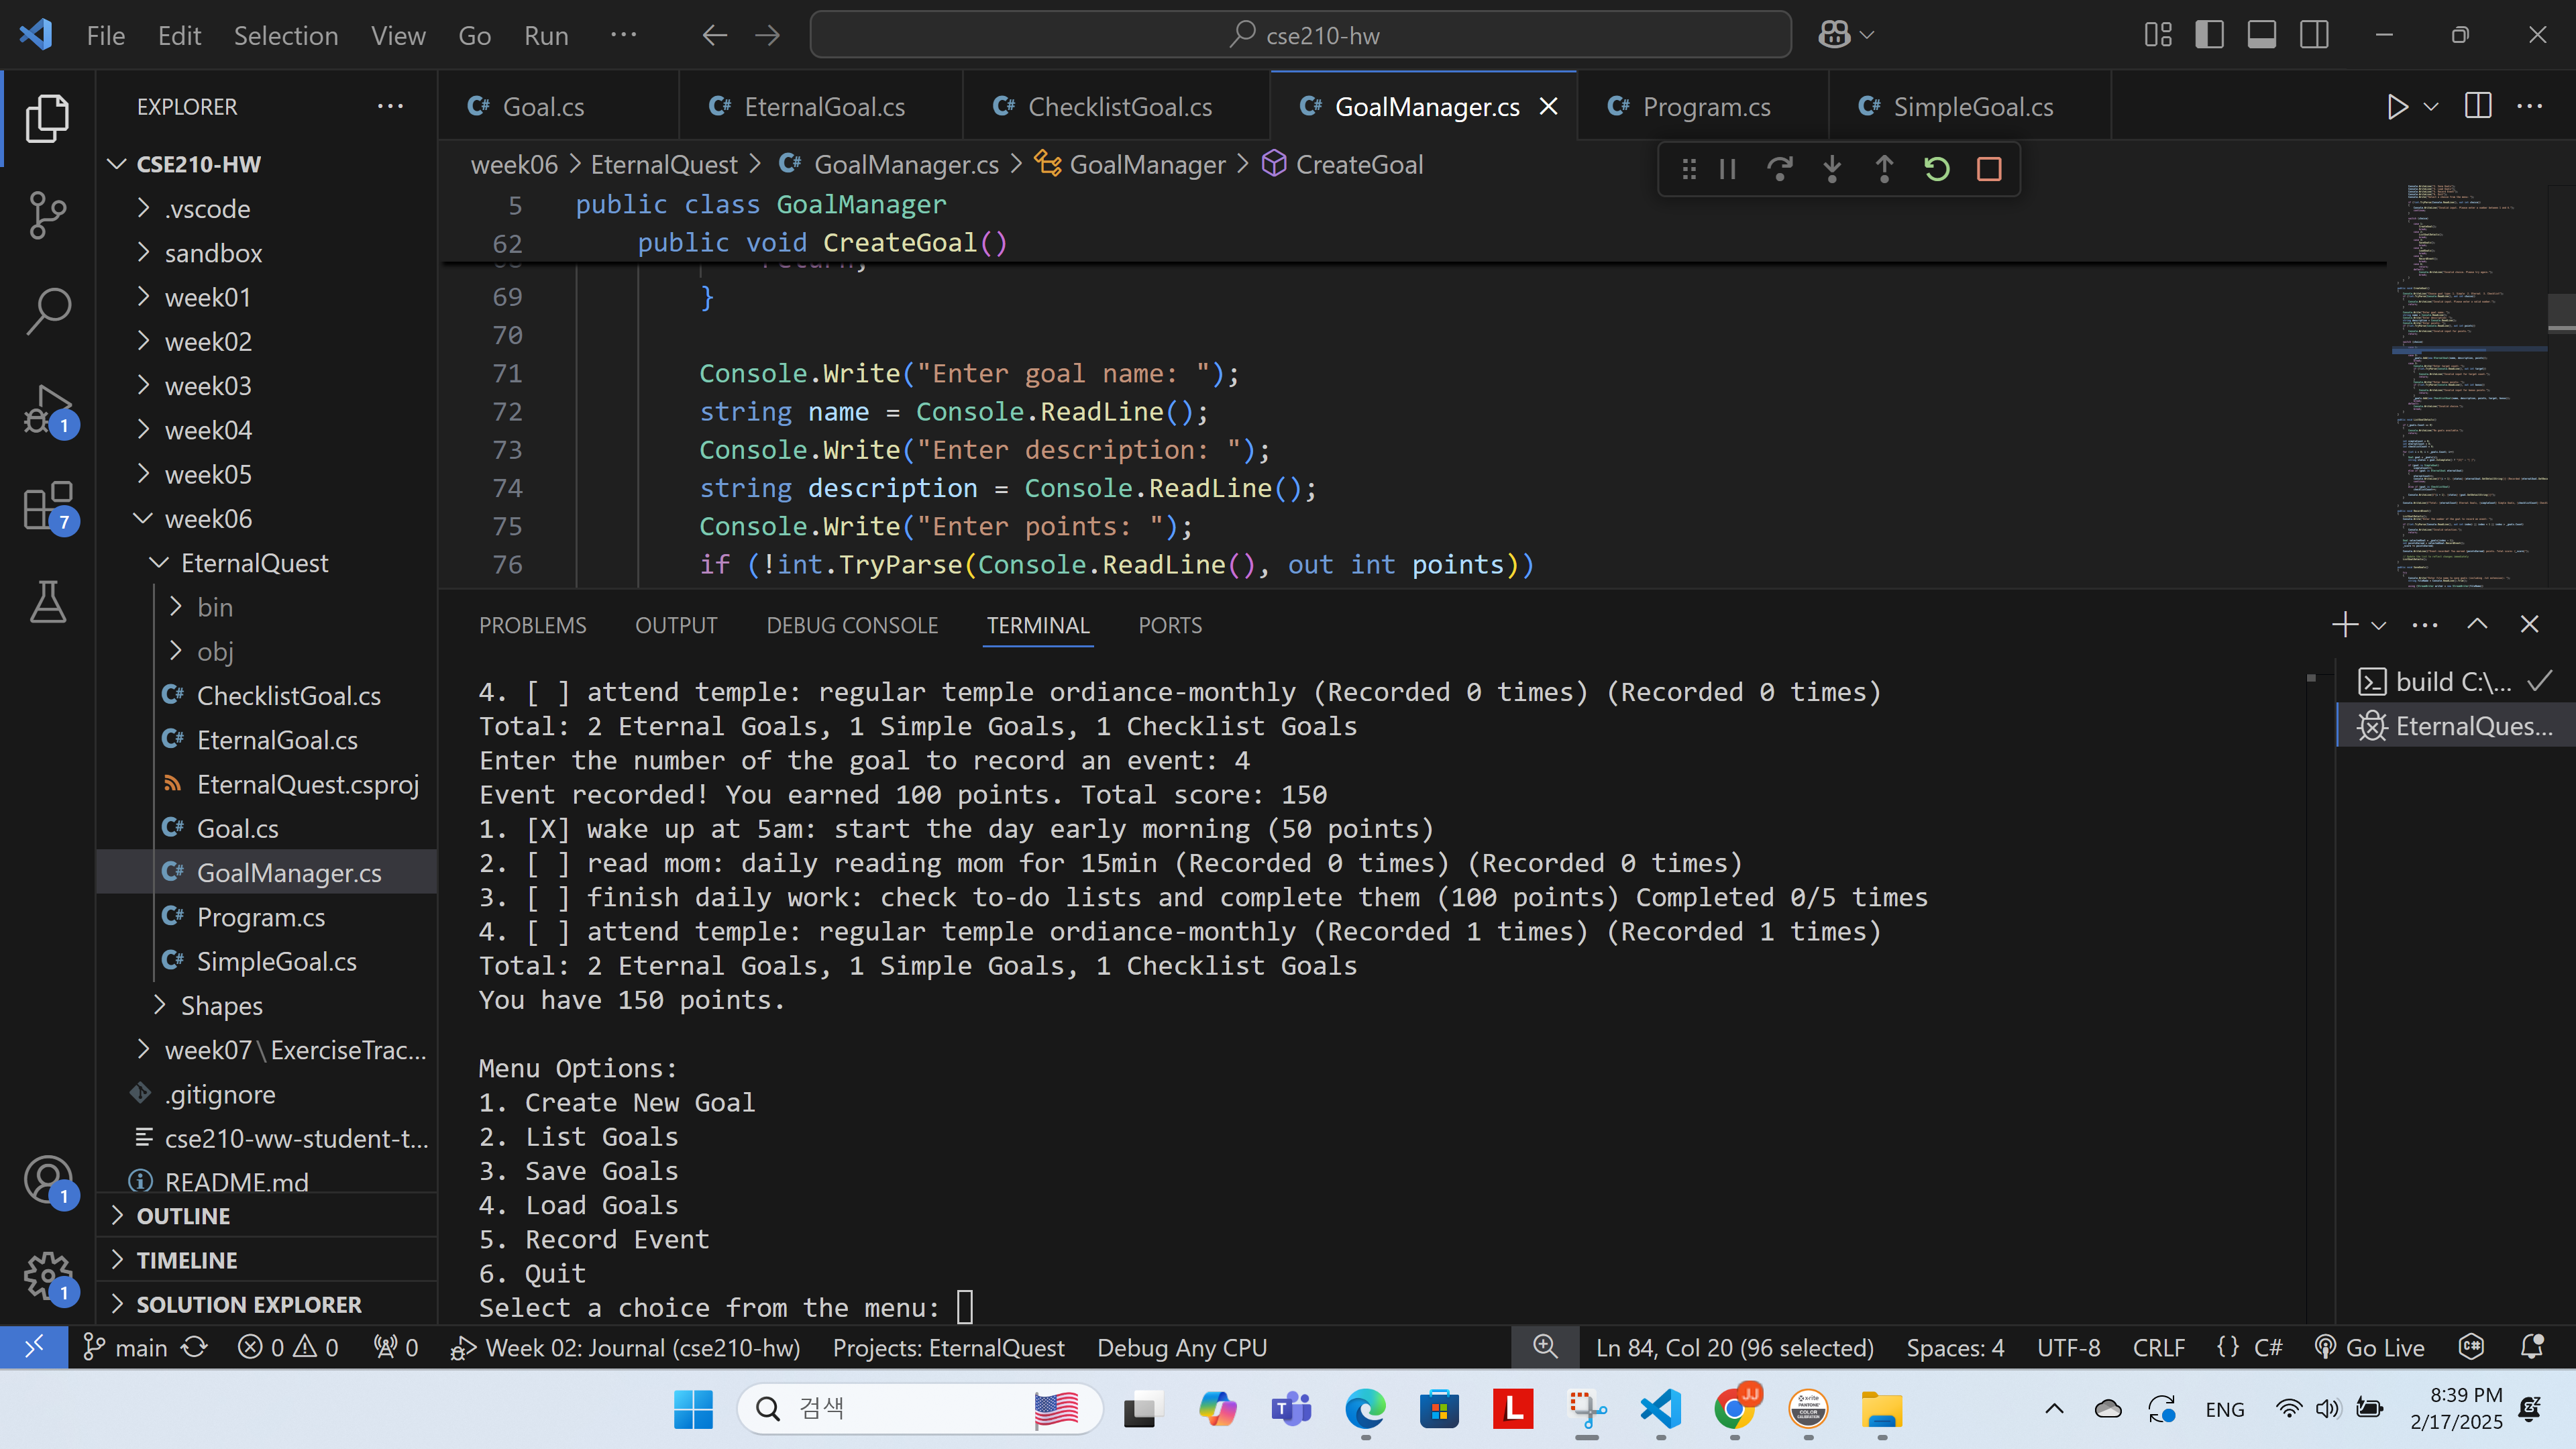 File Edit Selection View Go Run ...
cse210-hw
EXPLORER
CSE210-HW
.vscode
sandbox
week01
week02
week03
week04
week05
week06
EternalQuest
bin
obj
ChecklistGoal.cs
EternalGoal.cs
EternalQuest.csproj
Goal.cs
GoalManager.cs
Program.cs
SimpleGoal.cs
Shapes
week07\ExerciseTrac...
.gitignore
cse210-ww-student-t...
README.md
OUTLINE
TIMELINE
SOLUTION EXPLORER
1
7
1
1
Goal.cs EternalGoal.cs ChecklistGoal.cs GoalManager.cs Program.cs SimpleGoal.cs
week06 > EternalQuest > GoalManager.cs > GoalManager > CreateGoal
5 public class GoalManager
62 public void CreateGoal()
69 }
70
71 Console.Write("Enter goal name: ");
72 string name = Console.ReadLine();
73 Console.Write("Enter description: ");
74 string description = Console.ReadLine();
75 Console.Write("Enter points: ");
76 if (!int.TryParse(Console.ReadLine(), out int points))
PROBLEMS OUTPUT DEBUG CONSOLE TERMINAL PORTS
build C:\...
EternalQues...
4. [ ] attend temple: regular temple ordiance-monthly (Recorded 0 times) (Recorded 0 times)
Total: 2 Eternal Goals, 1 Simple Goals, 1 Checklist Goals
Enter the number of the goal to record an event: 4
Event recorded! You earned 100 points. Total score: 150
1. [X] wake up at 5am: start the day early morning (50 points)
2. [ ] read mom: daily reading mom for 15min (Recorded 0 times) (Recorded 0 times)
3. [ ] finish daily work: check to-do lists and complete them (100 points) Completed 0/5 times
4. [ ] attend temple: regular temple ordiance-monthly (Recorded 1 times) (Recorded 1 times)
Total: 2 Eternal Goals, 1 Simple Goals, 1 Checklist Goals
You have 150 points.
Menu Options:
1. Create New Goal
2. List Goals
3. Save Goals
4. Load Goals
5. Record Event
6. Quit
Select a choice from the menu:
main 0 0 0 Week 02: Journal (cse210-hw) Projects: EternalQuest Debug Any CPU Ln 84, Col 20 (96 selected) Spaces: 4 UTF-8 CRLF {} C# Go Live
검색
ENG
8:39 PM
2/17/2025